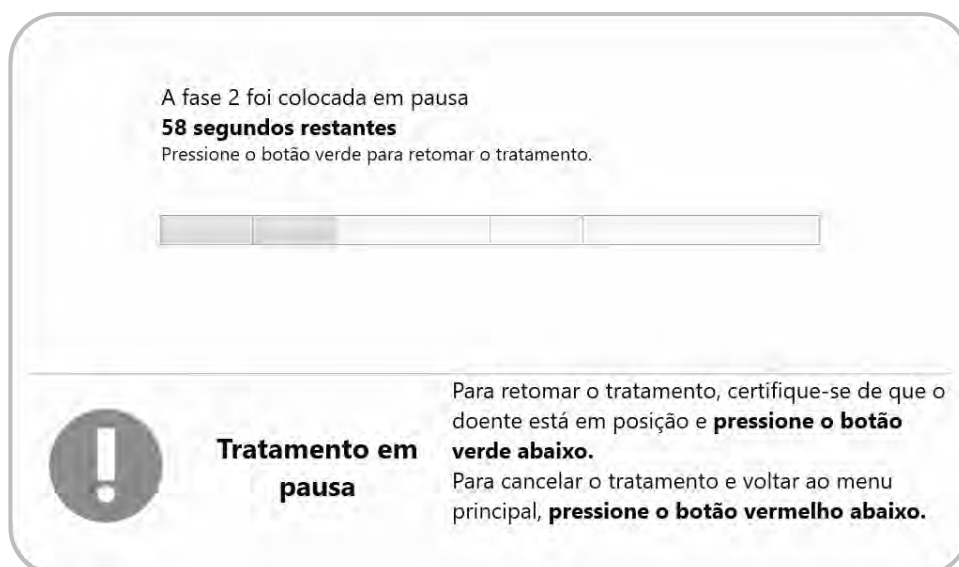 A fase 2 foi colocada em pausa
58 segundos restantes
Pressione o botão verde para retomar o tratamento.
Tratamento em
pausa
Para retomar o tratamento, certifique-se de que o
doente está em posição e pressione o botão
verde abaixo.
Para cancelar o tratamento e voltar ao menu
principal, pressione o botão vermelho abaixo.